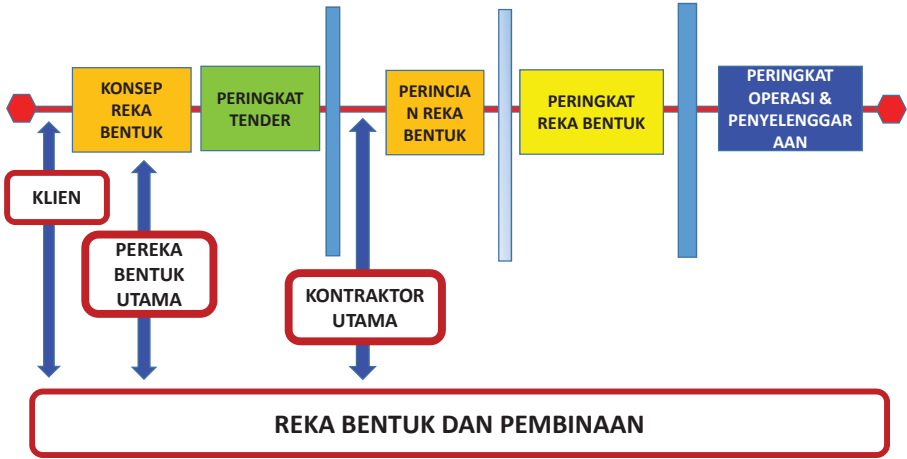 KONSEP
REKA
BENTUK
PERINGKAT
TENDER
PERINCIA
N REKA
BENTUK
PERINGKAT
REKA BENTUK
PERINGKAT
OPERASI &
PENYELENGGAR
AAN
KLIEN
PEREKA
BENTUK
UTAMA
KONTRAKTOR
UTAMA
REKA BENTUK DAN PEMBINAAN